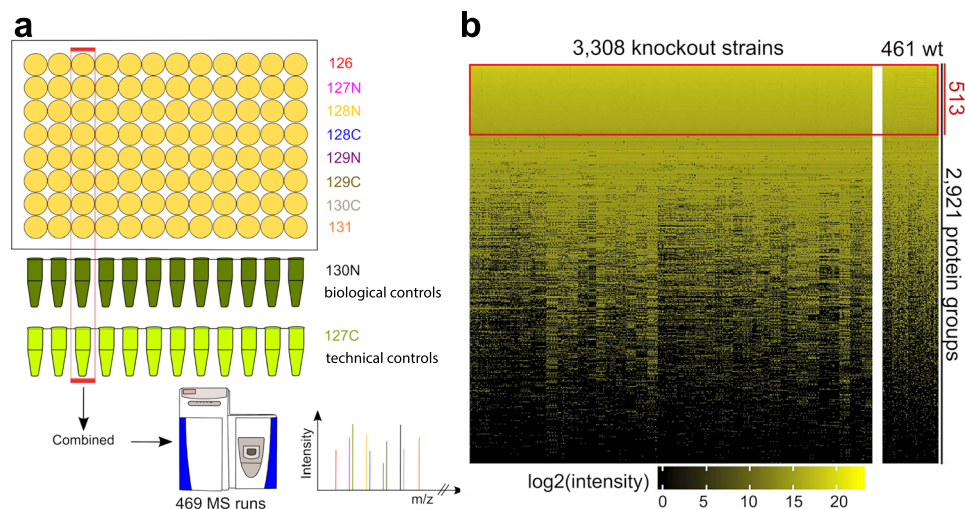 a
126
127N
128N
128C
129N
129C
130C
131
130N
biological controls
127C
technical controls
Combined
469 MS runs
Intensity
m/z
b
3,308 knockout strains
461 wt
513
2,921 protein groups
log2(intensity)
0
5
10
15
20